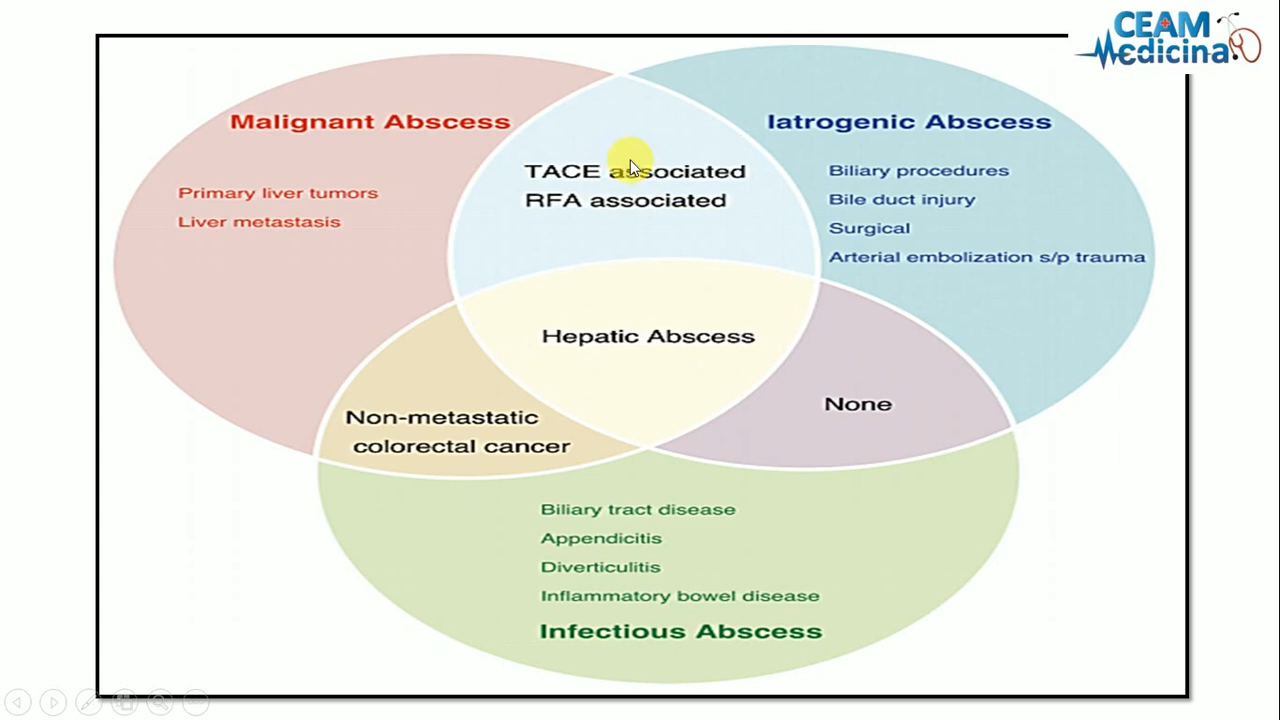 CEAM
Medicina
Malignant Abscess
Primary liver tumors
Liver metastasis
TACE associated
RFA associated
Iatrogenic Abscess
Biliary procedures
Bile duct injury
Surgical
Arterial embolization s/p trauma
Hepatic Abscess
Non-metastatic
colorectal cancer
None
Biliary tract disease
Appendicitis
Diverticulitis
Inflammatory bowel disease
Infectious Abscess